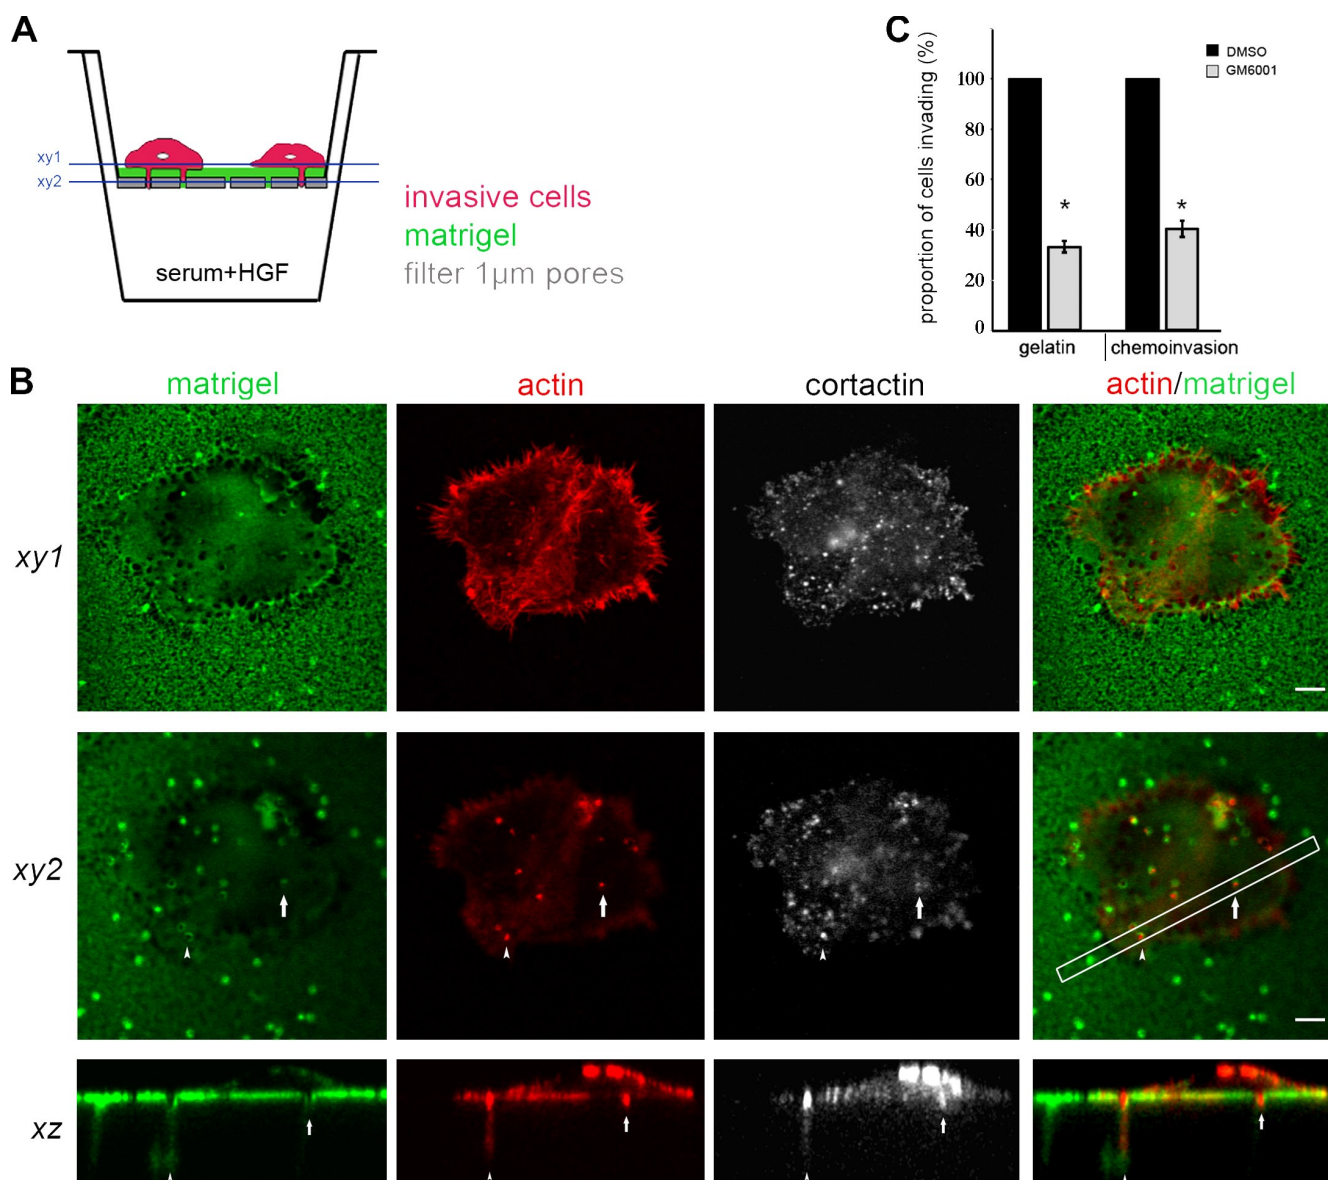 A
xy1
xy2
serum+HGF
invasive cells
matrigel
filter 1µm pores
C
proportion of cells invading (%)
100
80
60
40
20
0
DMSO
GM6001
*
*
gelatin
chemoinvasion
B
matrigel
actin
cortactin
actin/matrigel
xy1
xy2
xz